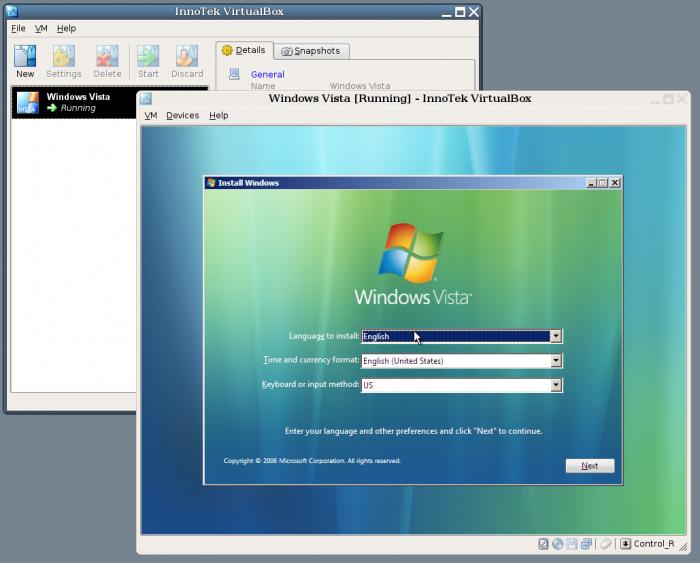 InnoTek VirtualBox
File VM Help
New Settings Delete Start Discard
Details Snapshots
General
Name Windows Vista
Windows Vista
Running
vista
Windows Vista [Running] - InnoTek VirtualBox
VM Devices Help
Install Windows
Windows Vista™
Language to install: English
Time and currency format: English (United States)
Keyboard or input method: US
Enter your language and other preferences and click "Next" to continue.
Copyright © 2006 Microsoft Corporation. All rights reserved.
Next
Control_R